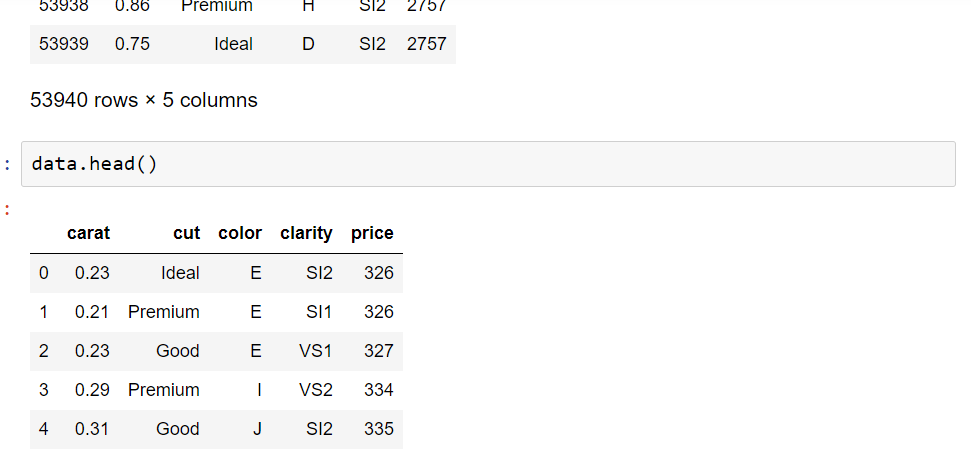 53938 0.86 Premium H SI2 2757
53939 0.75 Ideal D SI2 2757
53940 rows × 5 columns
: data.head()
:
carat cut color clarity price
0 0.23 Ideal E SI2 326
1 0.21 Premium E SI1 326
2 0.23 Good E VS1 327
3 0.29 Premium I VS2 334
4 0.31 Good J SI2 335